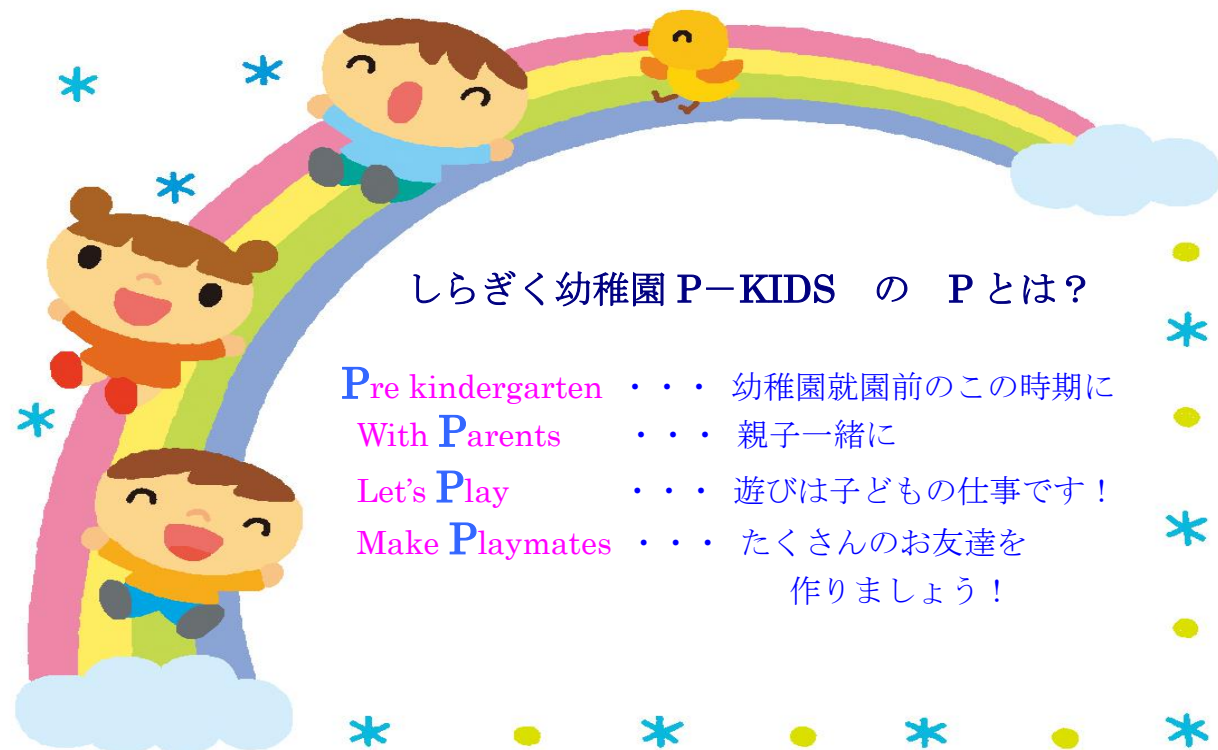 しらぎく幼稚園 P－KIDS　の　P とは？
Pre kindergarten ・・・ 幼稚園就園前のこの時期に
With Parents ・・・ 親子一緒に
Let's Play ・・・ 遊びは子どもの仕事です！
Make Playmates ・・・ たくさんのお友達を
作りましょう！